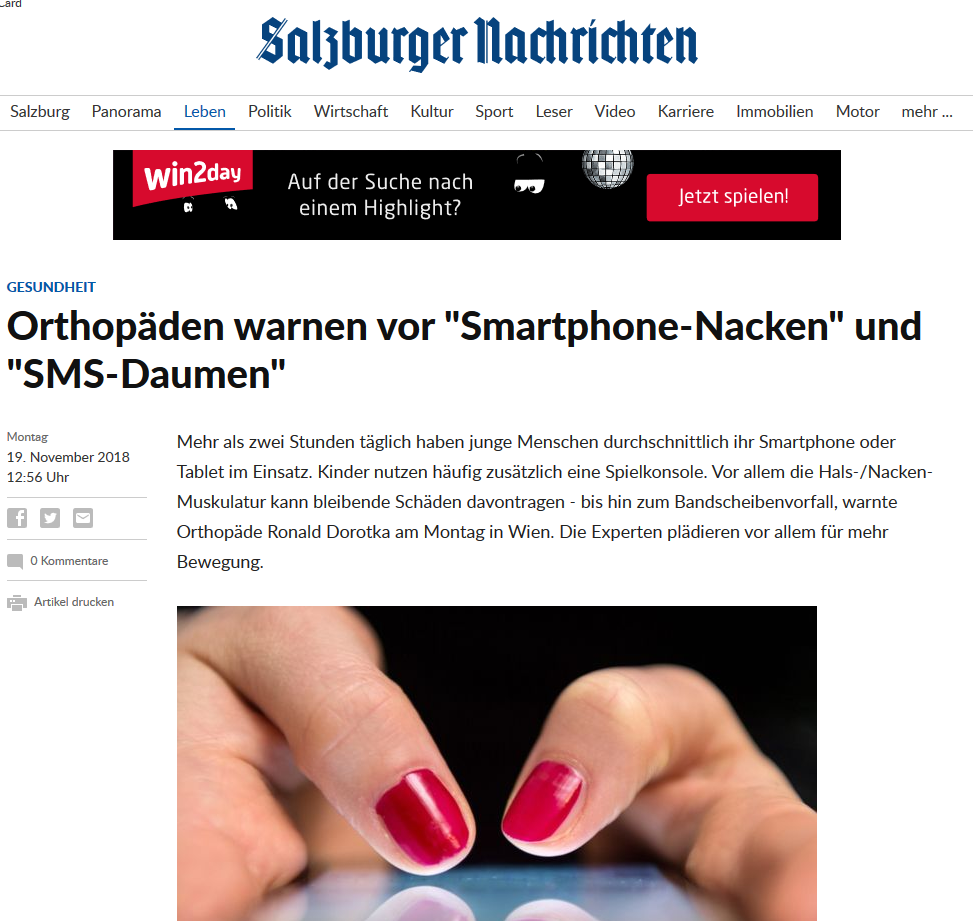 Card
Salzburger Nachrichten
Salzburg Panorama Leben Politik Wirtschaft Kultur Sport Leser Video Karriere Immobilien Motor mehr ...
win2day
Auf der Suche nach
einem Highlight?
Jetzt spielen!
GESUNDHEIT
Orthopäden warnen vor "Smartphone-Nacken" und
"SMS-Daumen"
Montag
19. November 2018
12:56 Uhr
0 Kommentare
Artikel drucken
Mehr als zwei Stunden täglich haben junge Menschen durchschnittlich ihr Smartphone oder
Tablet im Einsatz. Kinder nutzen häufig zusätzlich eine Spielkonsole. Vor allem die Hals-/Nacken-
Muskulatur kann bleibende Schäden davontragen - bis hin zum Bandscheibenvorfall, warnte
Orthopäde Ronald Dorotka am Montag in Wien. Die Experten plädieren vor allem für mehr
Bewegung.